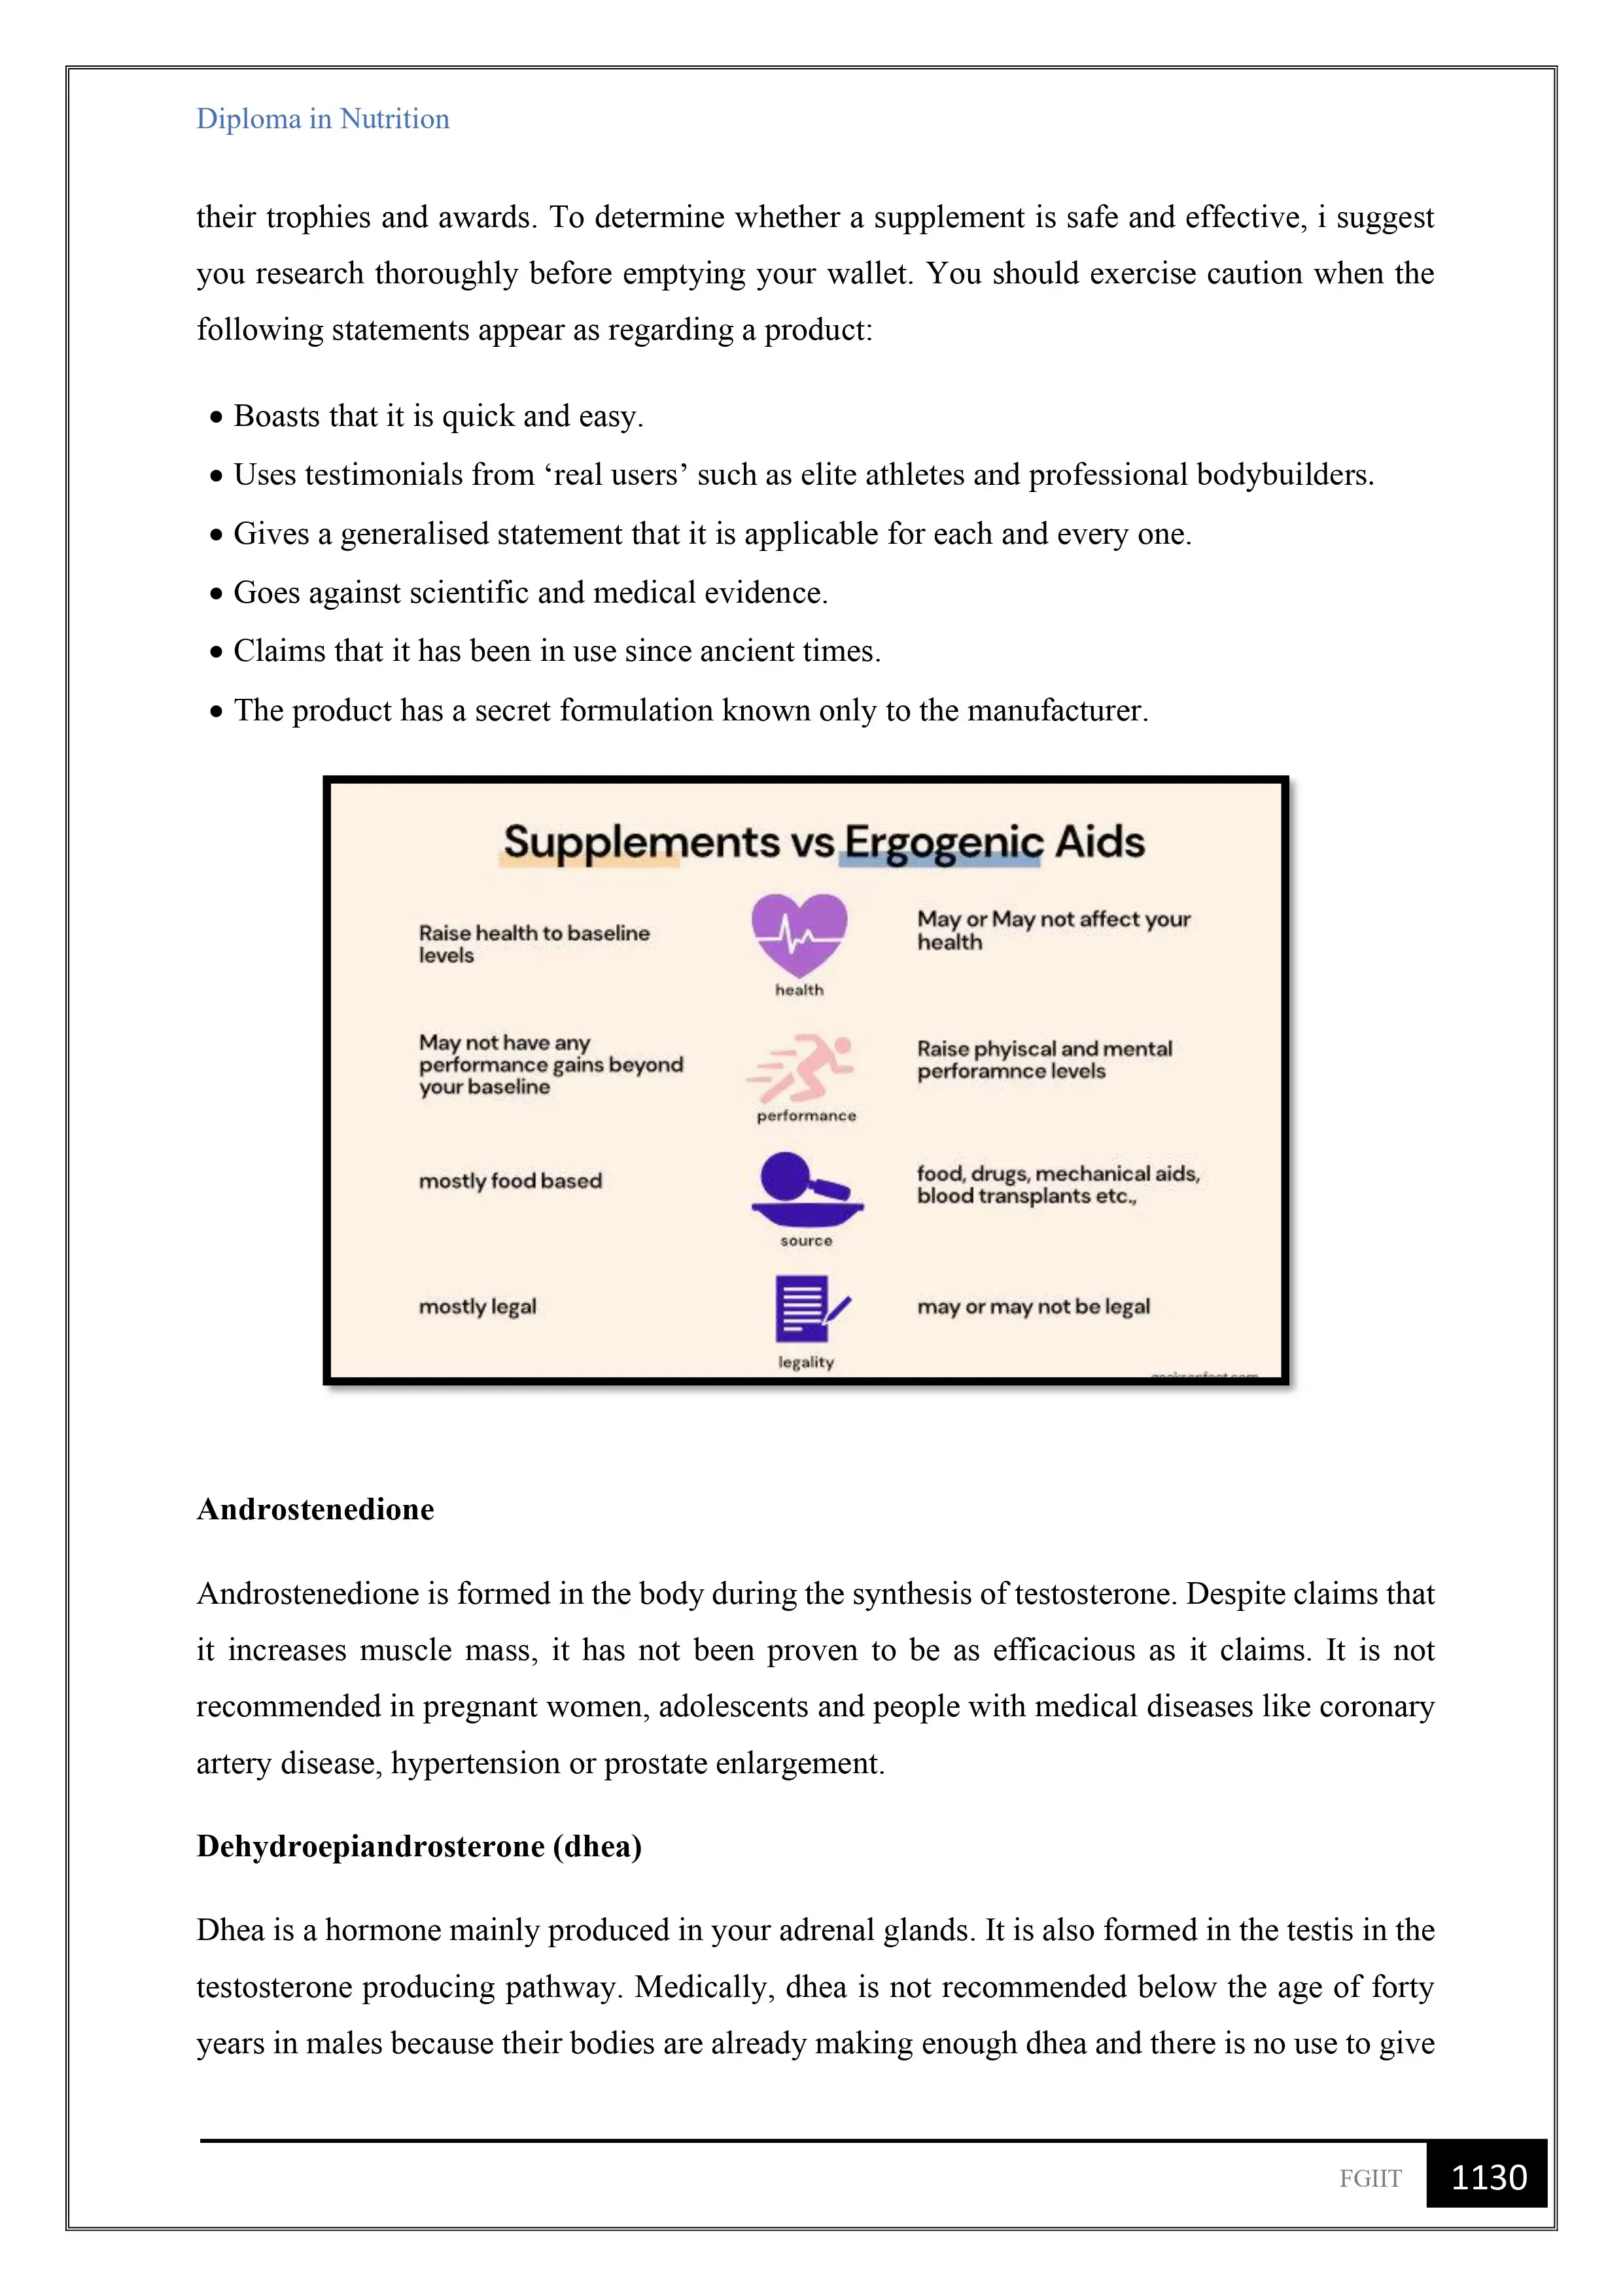 Diploma in Nutrition
their trophies and awards. To determine whether a supplement is safe and effective, i suggest
you research thoroughly before emptying your wallet. You should exercise caution when the
following statements appear as regarding a product:
• Boasts that it is quick and easy.
• Uses testimonials from ‘real users’ such as elite athletes and professional bodybuilders.
• Gives a generalised statement that it is applicable for each and every one.
• Goes against scientific and medical evidence.
• Claims that it has been in use since ancient times.
• The product has a secret formulation known only to the manufacturer.
Supplements vs Ergogenic Aids
Raise health to baseline
levels
health
May or May not affect your
health
May not have any
performance gains beyond
your baseline
performance
Raise phyiscal and mental
perforamnce levels
mostly food based
source
food, drugs, mechanical aids,
blood transplants etc.,
mostly legal
legality
may or may not be legal
Androstenedione
Androstenedione is formed in the body during the synthesis of testosterone. Despite claims that
it increases muscle mass, it has not been proven to be as efficacious as it claims. It is not
recommended in pregnant women, adolescents and people with medical diseases like coronary
artery disease, hypertension or prostate enlargement.
Dehydroepiandrosterone (dhea)
Dhea is a hormone mainly produced in your adrenal glands. It is also formed in the testis in the
testosterone producing pathway. Medically, dhea is not recommended below the age of forty
years in males because their bodies are already making enough dhea and there is no use to give
FGIIT
1130